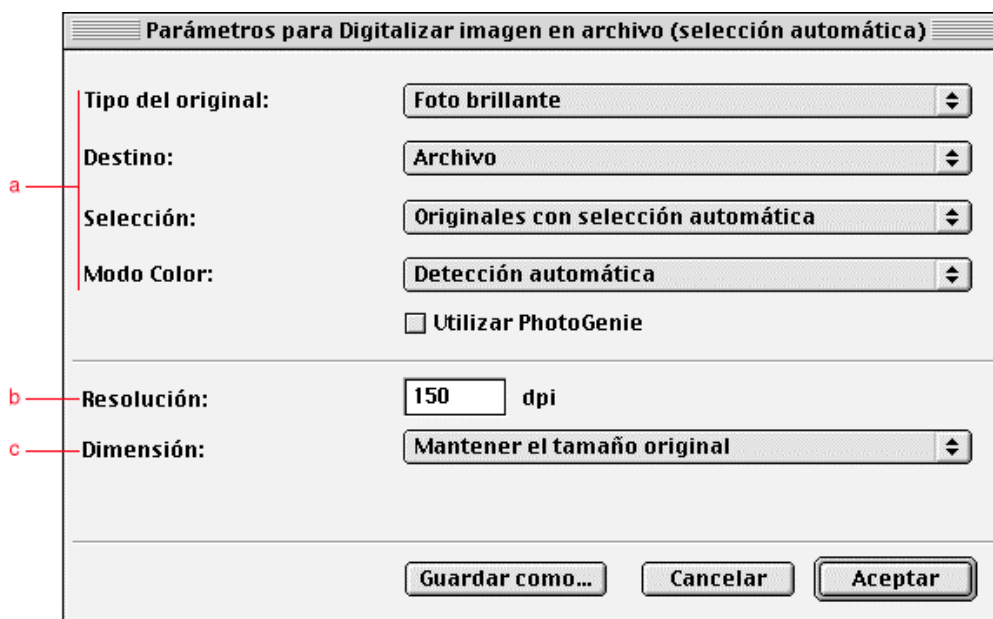 Parámetros para Digitalizar imagen en archivo (selección automática)
Tipo del original: Foto brillante
Destino: Archivo
a
Selección: Originales con selección automática
Modo Color: Detección automática
Utilizar PhotoGenie
b Resolución: 150 dpi
c Dimensión: Mantener el tamaño original
Guardar como... Cancelar Aceptar